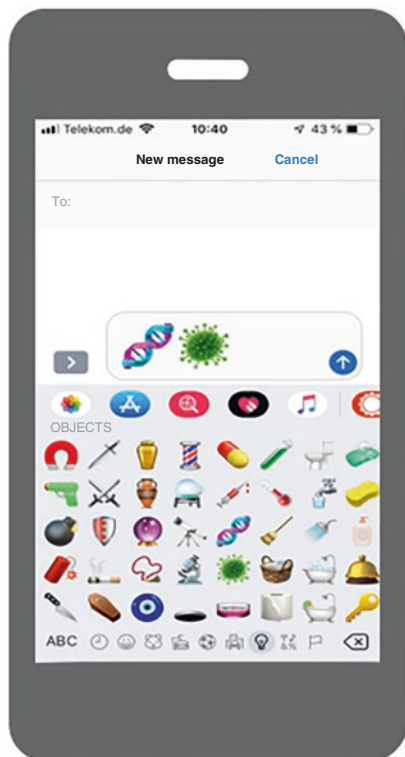 Telekom.de 10:40 43 %
New message Cancel
To:
OBJECTS
ABC